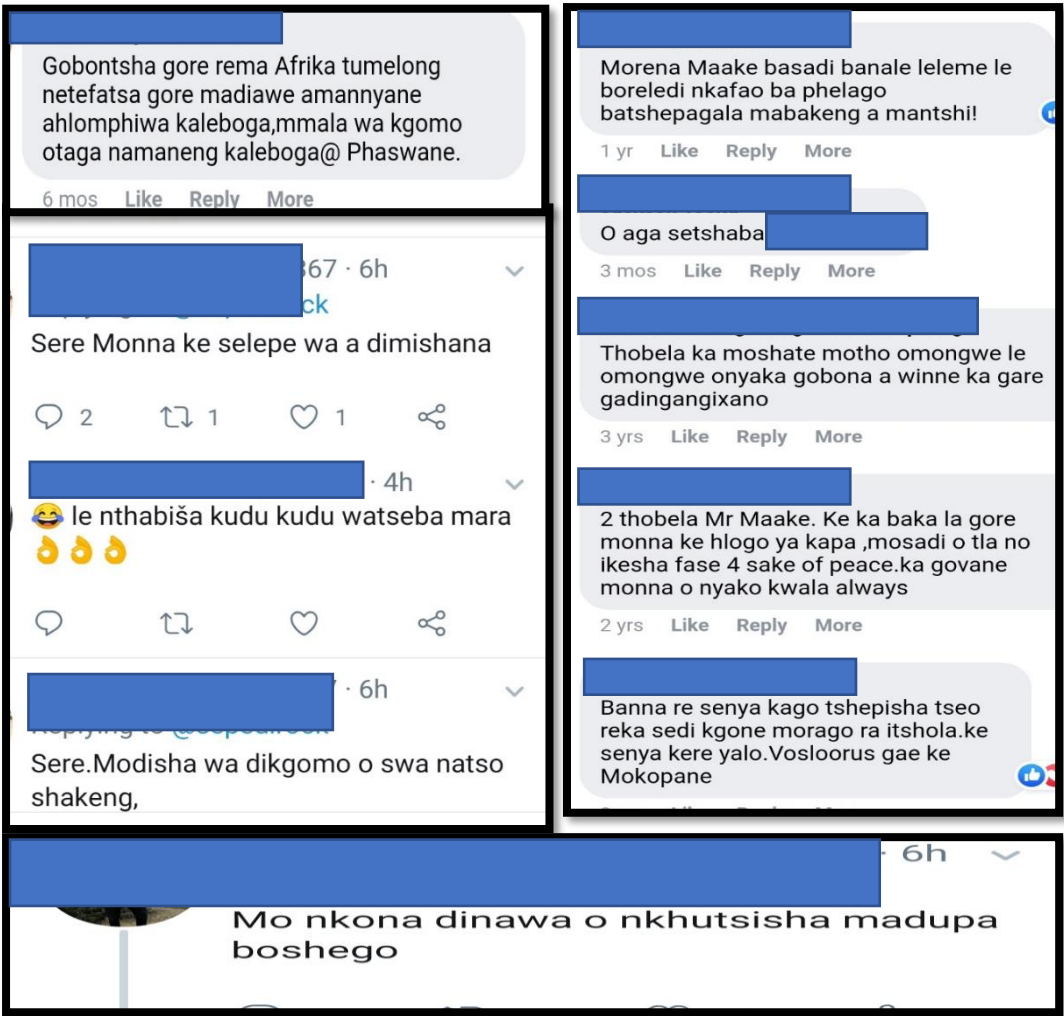 Gobontsha gore rema Afrika tumelong
netefatsa gore madiawe amannyane
ahlomphiwa kaleboga,mmala wa kgomo
otaga namaneng kaleboga@ Phaswane.
6 mos Like Reply More
367 · 6h
ck
Sere Monna ke selepe wa a dimishana
2 1 1
· 4h
😂 le nthabiša kudu kudu watseba mara
👌👌👌
· 6h
Sere.Modisha wa dikgomo o swa natso
shakeng,
Morena Maake basadi banale leleme le
boreledi nkafao ba phelago
batshepagala mabakeng a mantshi!
1 yr Like Reply More
O aga setshaba
3 mos Like Reply More
Thobela ka moshate motho omongwe le
omongwe onyaka gobona a winne ka gare
gadingangixano
3 yrs Like Reply More
2 thobela Mr Maake. Ke ka baka la gore
monna ke hlogo ya kapa ,mosadi o tla no
ikesha fase 4 sake of peace.ka govane
monna o nyako kwala always
2 yrs Like Reply More
Banna re senya kago tshepisha tseo
reka sedi kgone morago ra itshola.ke
senya kere yalo.Vosloorus gae ke
Mokopane
6h
Mo nkona dinawa o nkhutsisha madupa
boshego